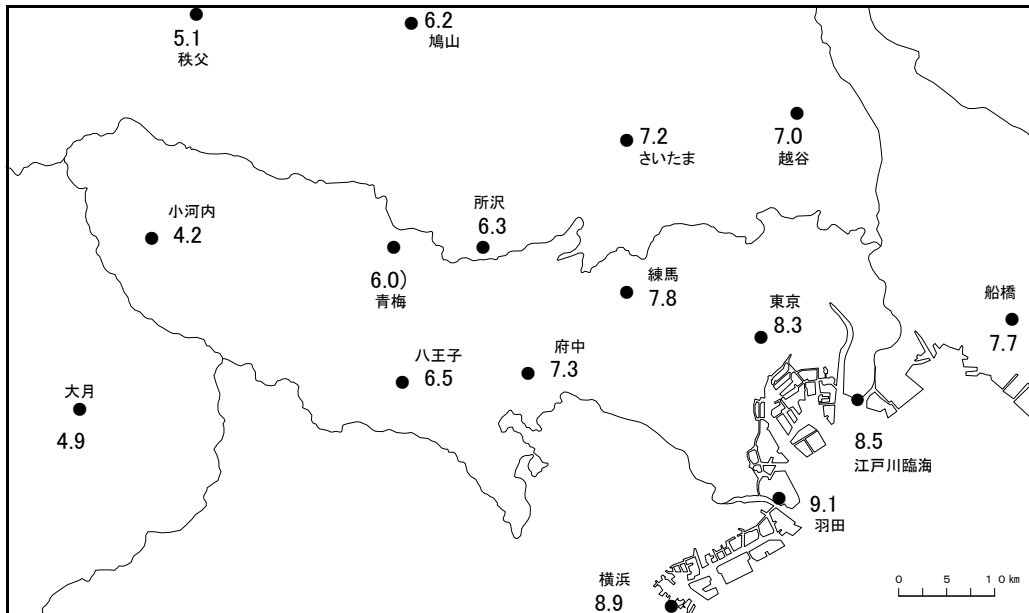 5.1
秩父
6.2
鳩山
7.2
さいたま
7.0
越谷
小河内
4.2
所沢
6.3
6.0)
青梅
練馬
7.8
東京
8.3
船橋
7.7
八王子
6.5
府中
7.3
大月
4.9
8.5
江戸川臨海
9.1
羽田
横浜
8.9
0 5 10km